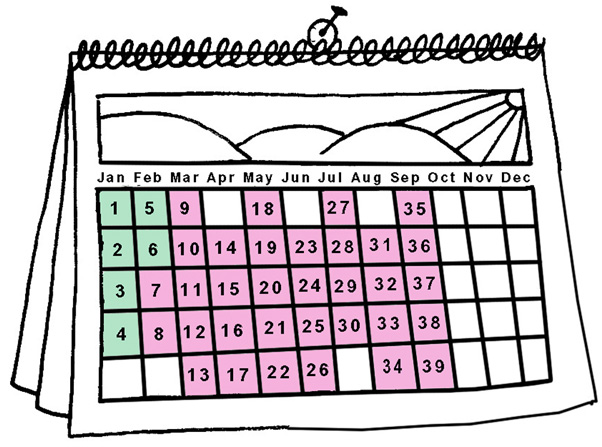 Jan Feb Mar Apr May Jun Jul Aug Sep Oct Nov Dec
1 5 9 18 27 35
2 6 10 14 19 23 28 31 36
3 7 11 15 20 24 29 32 37
4 8 12 16 21 25 30 33 38
13 17 22 26 34 39